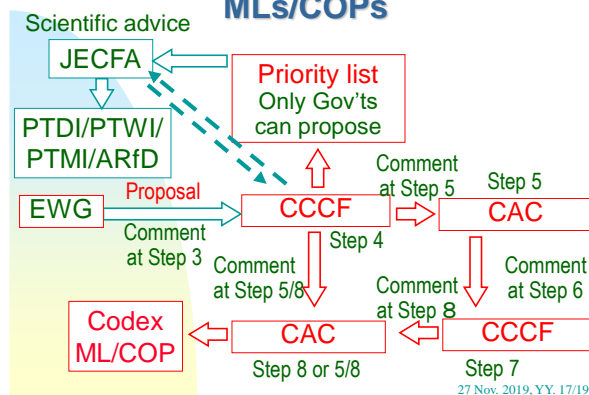 MLs/COPs
Scientific advice
JECFA
Priority list
Only Gov'ts
can propose
PTDI/PTWI/
PTMI/ARfD
Proposal
EWG
Comment
at Step 3
CCCF
Step 4
Comment
at Step 5
Step 5
CAC
Comment
at Step 5/8
Comment
at Step 8
Comment
at Step 6
Codex
ML/COP
CAC
Step 8 or 5/8
CCCF
Step 7
27 Nov. 2019, YY. 17/19